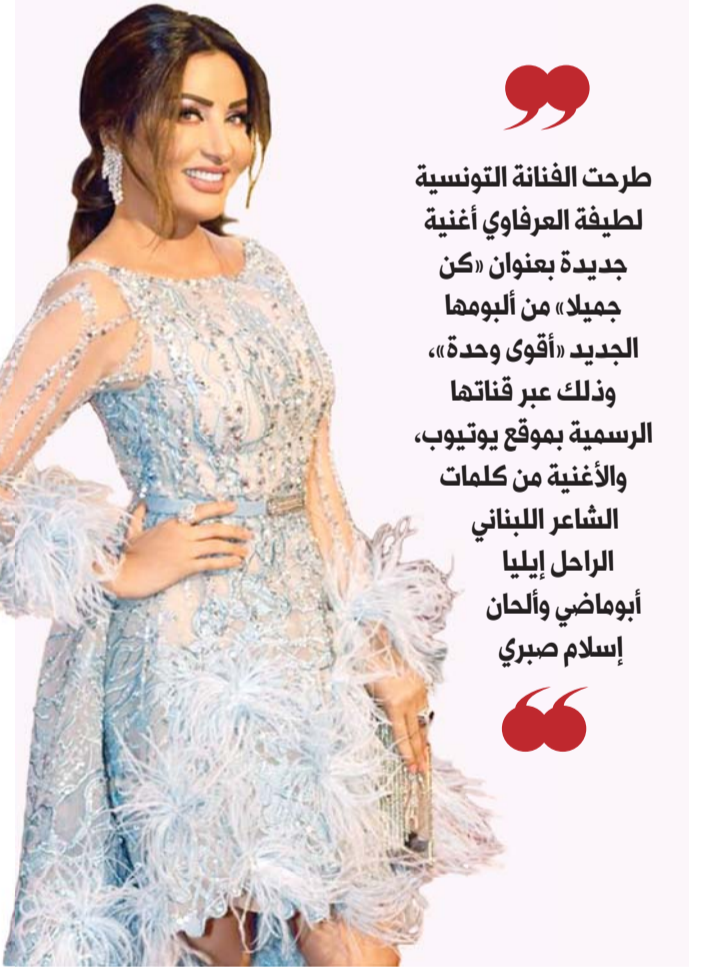 طرحت الفنانة التونسية
لطيفة العرفاوي أغنية
جديدة بعنوان «كن
جميلا» من ألبومها
الجديد «أقوى وحدة»،
وذلك عبر قناتها
الرسمية بموقع يوتيوب،
والأغنية من كلمات
الشاعر اللبناني
الراحل إيليا
أبوماضي وألحان
إسلام صبري